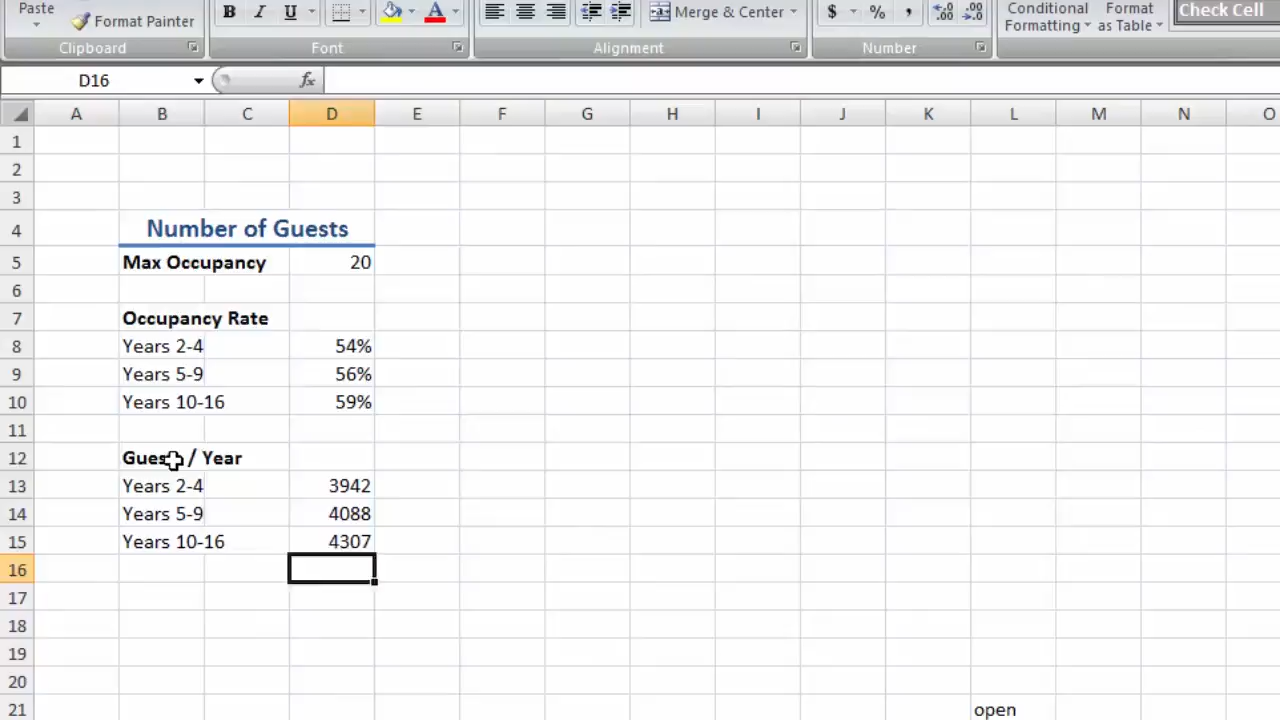 Paste
Format Painter
B I U A
Merge & Center
$ % , .00 .0
Conditional Formatting
Format as Table
Check Cell
Clipboard Font Alignment Number
D16 fx
A B C D E F G H I J K L M N O
1
2
3
4 Number of Guests
5 Max Occupancy 20
6
7 Occupancy Rate
8 Years 2-4 54%
9 Years 5-9 56%
10 Years 10-16 59%
11
12 / Year
13 Years 2-4 3942
14 Years 5-9 4088
15 Years 10-16 4307
16
17
18
19
20
21 open